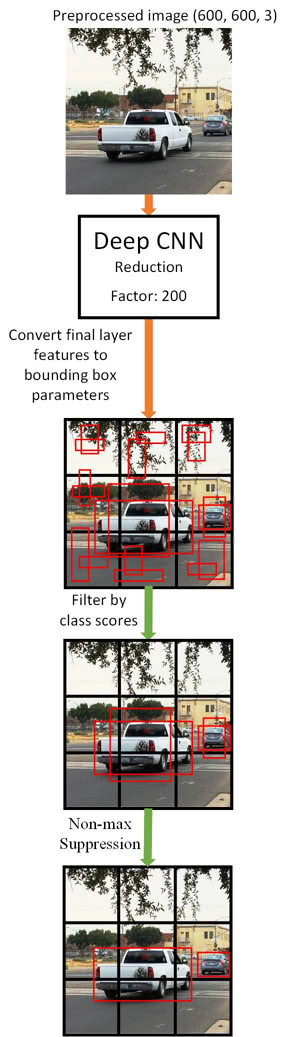 Preprocessed image (600, 600, 3)
Deep CNN
Reduction
Factor: 200
Convert final layer
features to
bounding box
parameters
Filter by
class scores
Non-max
Suppression